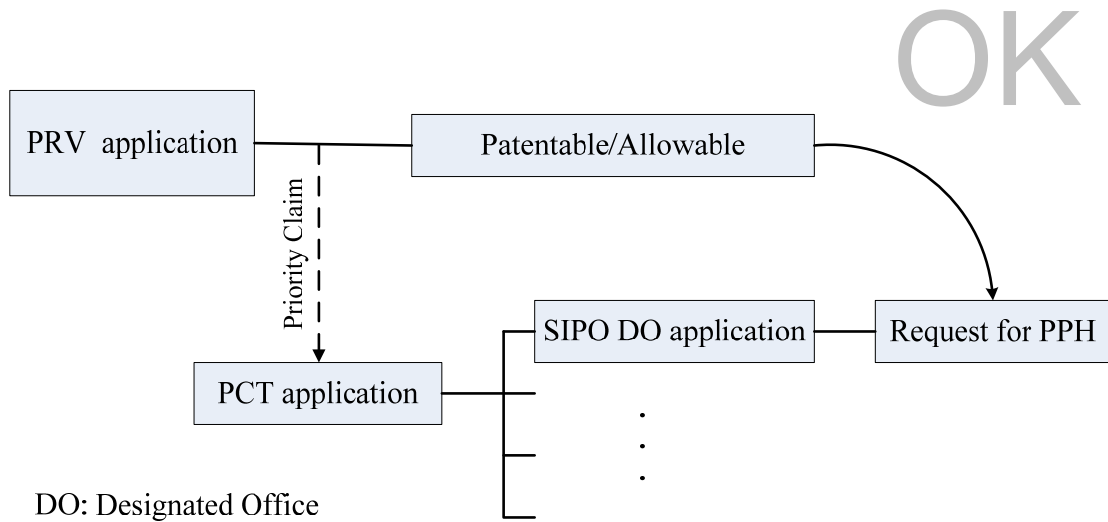 OK
PRV application
Patentable/Allowable
Priority Claim
SIPO DO application
Request for PPH
PCT application
DO: Designated Office